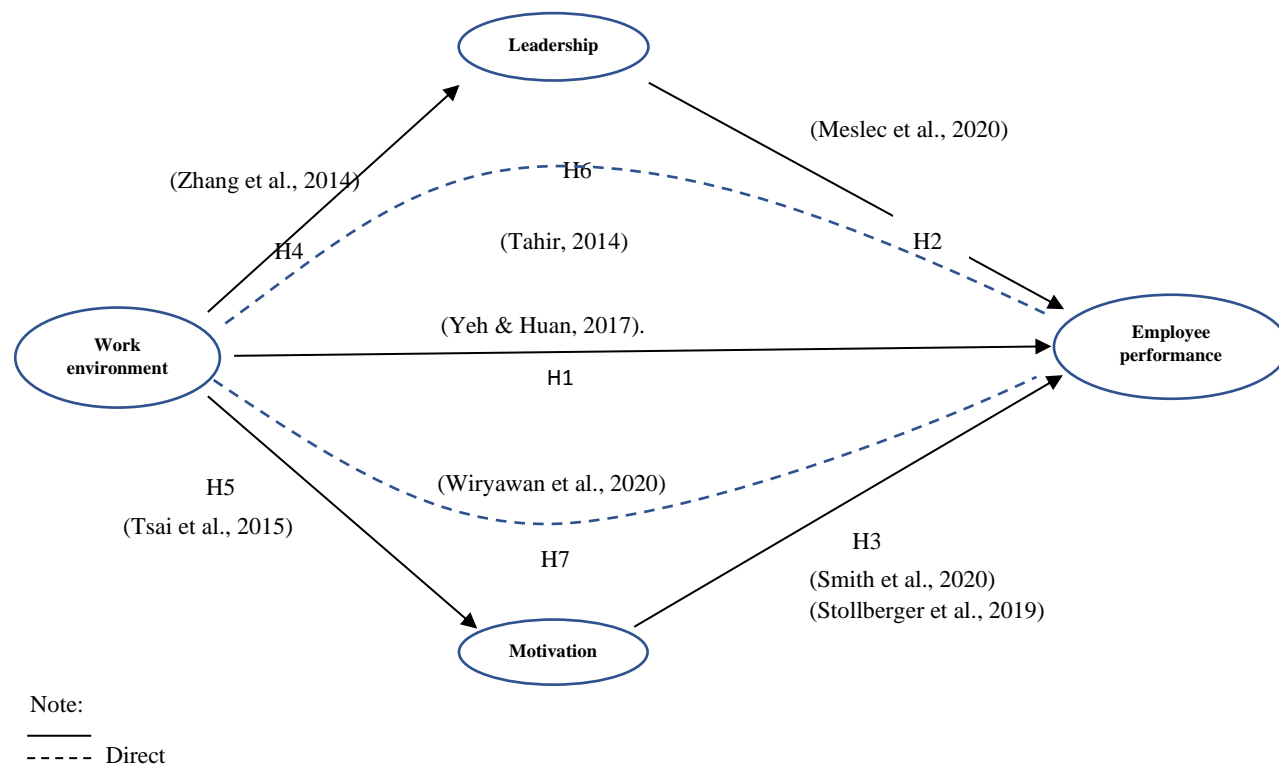 Leadership
(Meslec et al., 2020)
H6
(Zhang et al., 2014)
(Tahir, 2014)
H4
H2
(Yeh & Huan, 2017).
Work
environment
Employee
performance
H1
(Wiryawan et al., 2020)
H5
(Tsai et al., 2015)
H7
H3
(Smith et al., 2020)
(Stollberger et al., 2019)
Motivation
Note:
Direct